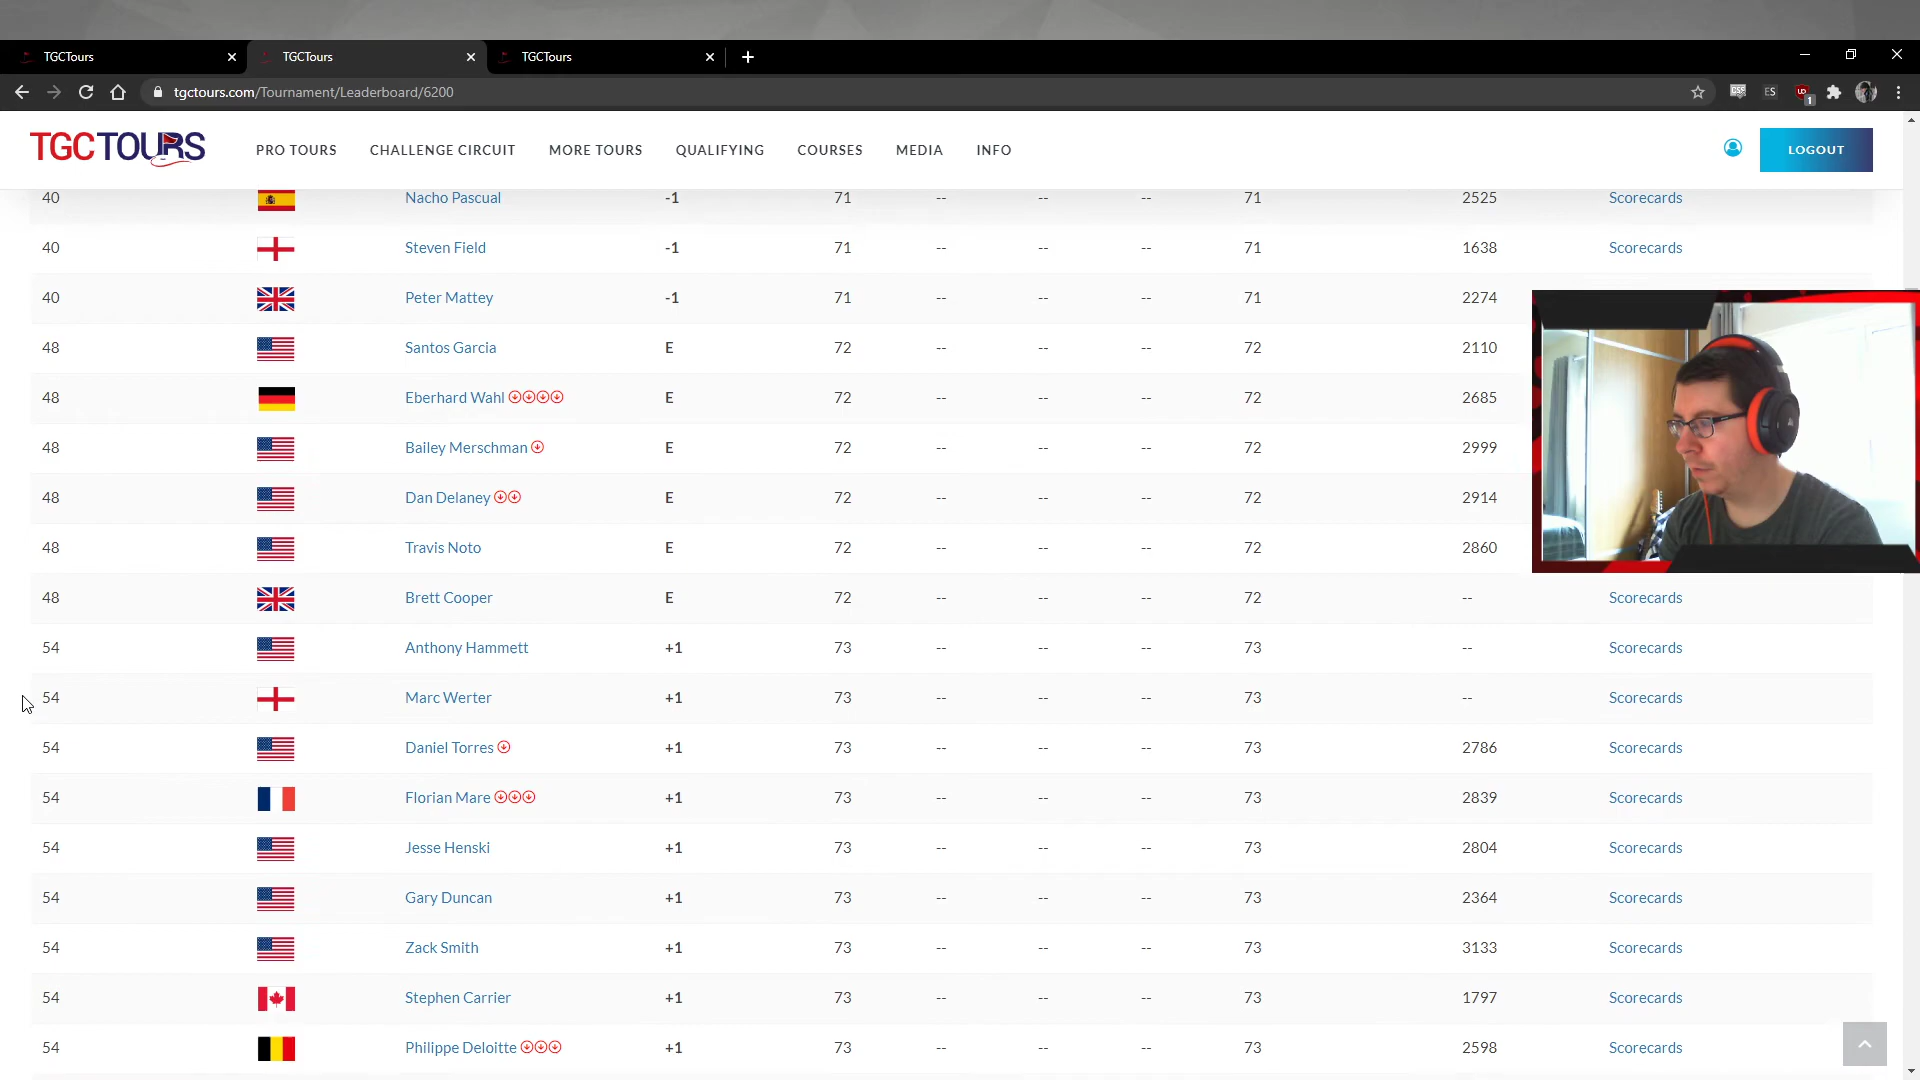 TGCTours TGCTours TGCTours
tgctours.com/Tournament/Leaderboard/6200 ES 1
TGCTOURS PRO TOURS CHALLENGE CIRCUIT MORE TOURS QUALIFYING COURSES MEDIA INFO LOGOUT
40 Nacho Pascual -1 71 -- -- -- 71 2525 Scorecards
40 Steven Field -1 71 -- -- -- 71 1638 Scorecards
40 Peter Mattey -1 71 -- -- -- 71 2274
48 Santos Garcia E 72 -- -- -- 72 2110
48 Eberhard Wahl E 72 -- -- -- 72 2685
48 Bailey Merschman E 72 -- -- -- 72 2999
48 Dan Delaney E 72 -- -- -- 72 2914
48 Travis Noto E 72 -- -- -- 72 2860
48 Brett Cooper E 72 -- -- -- 72 -- Scorecards
54 Anthony Hammett +1 73 -- -- -- 73 -- Scorecards
54 Marc Werter +1 73 -- -- -- 73 -- Scorecards
54 Daniel Torres +1 73 -- -- -- 73 2786 Scorecards
54 Florian Mare +1 73 -- -- -- 73 2839 Scorecards
54 Jesse Henski +1 73 -- -- -- 73 2804 Scorecards
54 Gary Duncan +1 73 -- -- -- 73 2364 Scorecards
54 Zack Smith +1 73 -- -- -- 73 3133 Scorecards
54 Stephen Carrier +1 73 -- -- -- 73 1797 Scorecards
54 Philippe Deloitte +1 73 -- -- -- 73 2598 Scorecards